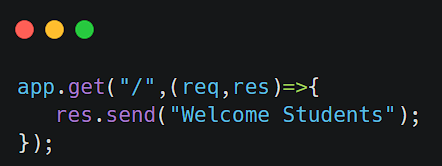 app.get("/",(req,res)=>{
   res.send("Welcome Students");
});